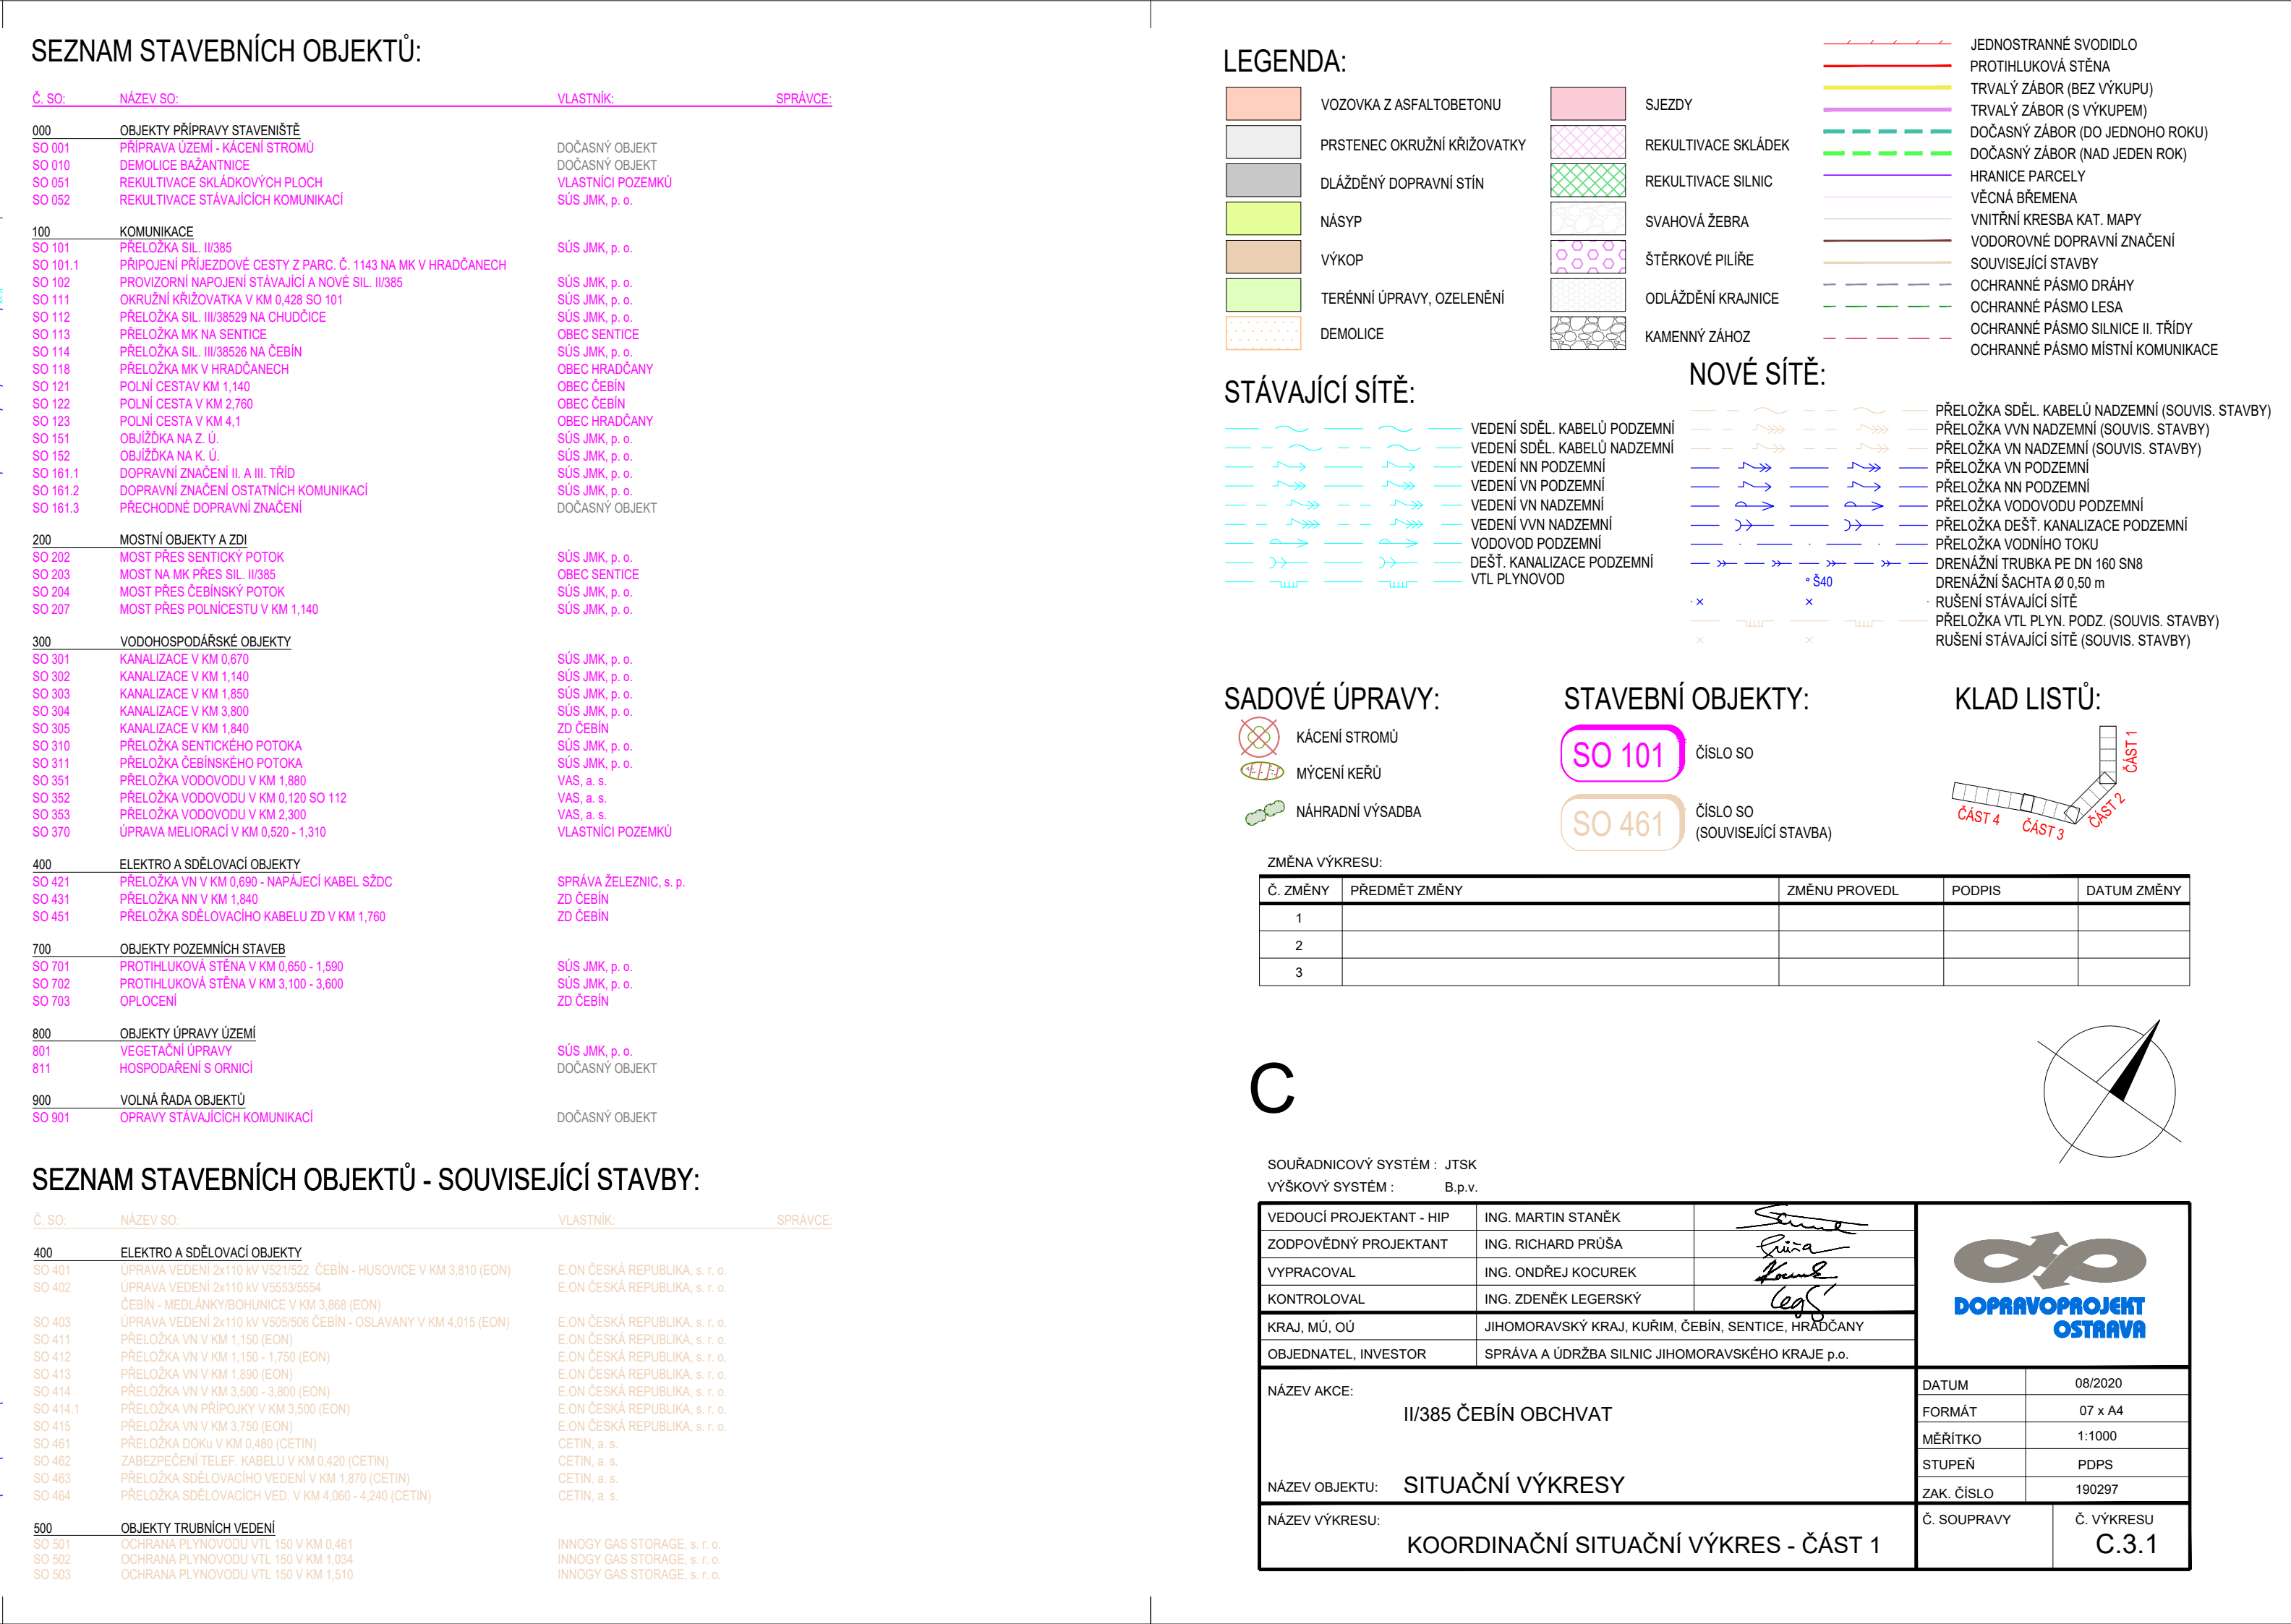 SEZNAM STAVEBNÍCH OBJEKTŮ:
Č. SO: NÁZEV SO: VLASTNÍK: SPRÁVCE:
000 OBJEKTY PŘÍPRAVY STAVENIŠTĚ
SO 001 PŘÍPRAVA ÚZEMÍ - KÁCENÍ STROMŮ DOČASNÝ OBJEKT
SO 010 DEMOLICE BAŽANTNICE DOČASNÝ OBJEKT
SO 051 REKULTIVACE SKLÁDKOVÝCH PLOCH VLASTNÍCI POZEMKŮ
SO 052 REKULTIVACE STÁVAJÍCÍCH KOMUNIKACÍ SÚS JMK, p. o.
100 KOMUNIKACE
SO 101 PŘELOŽKA SIL. II/385 SÚS JMK, p. o.
SO 101.1 PŘIPOJENÍ PŘÍJEZDOVÉ CESTY Z PARC. Č. 1143 NA MK V HRADČANECH
SO 102 PROVIZORNÍ NAPOJENÍ STÁVAJÍCÍ A NOVÉ SIL. II/385 SÚS JMK, p. o.
SO 111 OKRUŽNÍ KŘIŽOVATKA V KM 0,428 SO 101 SÚS JMK, p. o.
SO 112 PŘELOŽKA SIL. III/38529 NA CHUDČICE SÚS JMK, p. o.
SO 113 PŘELOŽKA MK NA SENTICE OBEC SENTICE
SO 114 PŘELOŽKA SIL. III/38526 NA ČEBÍN SÚS JMK, p. o.
SO 118 PŘELOŽKA MK V HRADČANECH OBEC HRADČANY
SO 121 POLNÍ CESTAV KM 1,140 OBEC ČEBÍN
SO 122 POLNÍ CESTA V KM 2,760 OBEC ČEBÍN
SO 123 POLNÍ CESTA V KM 4,1 OBEC HRADČANY
SO 151 OBJÍŽĎKA NA Z. Ú. SÚS JMK, p. o.
SO 152 OBJÍŽĎKA NA K. Ú. SÚS JMK, p. o.
SO 161.1 DOPRAVNÍ ZNAČENÍ II. A III. TŘÍD SÚS JMK, p. o.
SO 161.2 DOPRAVNÍ ZNAČENÍ OSTATNÍCH KOMUNIKACÍ SÚS JMK, p. o.
SO 161.3 PŘECHODNÉ DOPRAVNÍ ZNAČENÍ DOČASNÝ OBJEKT
200 MOSTNÍ OBJEKTY A ZDI
SO 202 MOST PŘES SENTICKÝ POTOK SÚS JMK, p. o.
SO 203 MOST NA MK PŘES SIL. II/385 OBEC SENTICE
SO 204 MOST PŘES ČEBÍNSKÝ POTOK SÚS JMK, p. o.
SO 207 MOST PŘES POLNÍCESTU V KM 1,140 SÚS JMK, p. o.
300 VODOHOSPODÁŘSKÉ OBJEKTY
SO 301 KANALIZACE V KM 0,670 SÚS JMK, p. o.
SO 302 KANALIZACE V KM 1,140 SÚS JMK, p. o.
SO 303 KANALIZACE V KM 1,850 SÚS JMK, p. o.
SO 304 KANALIZACE V KM 3,800 SÚS JMK, p. o.
SO 305 KANALIZACE V KM 1,840 ZD ČEBÍN
SO 310 PŘELOŽKA SENTICKÉHO POTOKA SÚS JMK, p. o.
SO 311 PŘELOŽKA ČEBÍNSKÉHO POTOKA SÚS JMK, p. o.
SO 351 PŘELOŽKA VODOVODU V KM 1,880 VAS, a. s.
SO 352 PŘELOŽKA VODOVODU V KM 0,120 SO 112 VAS, a. s.
SO 353 PŘELOŽKA VODOVODU V KM 2,300 VAS, a. s.
SO 370 ÚPRAVA MELIORACÍ V KM 0,520 - 1,310 VLASTNÍCI POZEMKŮ
400 ELEKTRO A SDĚLOVACÍ OBJEKTY
SO 421 PŘELOŽKA VN V KM 0,690 - NAPÁJECÍ KABEL SŽDC SPRÁVA ŽELEZNIC, s. p.
SO 431 PŘELOŽKA NN V KM 1,840 ZD ČEBÍN
SO 451 PŘELOŽKA SDĚLOVACÍHO KABELU ZD V KM 1,760 ZD ČEBÍN
700 OBJEKTY POZEMNÍCH STAVEB
SO 701 PROTIHLUKOVÁ STĚNA V KM 0,650 - 1,590 SÚS JMK, p. o.
SO 702 PROTIHLUKOVÁ STĚNA V KM 3,100 - 3,600 SÚS JMK, p. o.
SO 703 OPLOCENÍ ZD ČEBÍN
800 OBJEKTY ÚPRAVY ÚZEMÍ
801 VEGETAČNÍ ÚPRAVY SÚS JMK, p. o.
811 HOSPODAŘENÍ S ORNICÍ DOČASNÝ OBJEKT
900 VOLNÁ ŘADA OBJEKTŮ
SO 901 OPRAVY STÁVAJÍCÍCH KOMUNIKACÍ DOČASNÝ OBJEKT
SEZNAM STAVEBNÍCH OBJEKTŮ - SOUVISEJÍCÍ STAVBY:
Č. SO: NÁZEV SO: VLASTNÍK: SPRÁVCE:
400 ELEKTRO A SDĚLOVACÍ OBJEKTY
SO 401 ÚPRAVA VEDENÍ 2x110 kV V521/522 ČEBÍN - HUSOVICE V KM 3,810 (EON) E.ON ČESKÁ REPUBLIKA, s. r. o.
SO 402 ÚPRAVA VEDENÍ 2x110 kV V5553/5554 E.ON ČESKÁ REPUBLIKA, s. r. o.
ČEBÍN - MEDLÁNKY/BOHUNICE V KM 3,868 (EON)
SO 403 ÚPRAVA VEDENÍ 2x110 kV V505/506 ČEBÍN - OSLAVANY V KM 4,015 (EON) E.ON ČESKÁ REPUBLIKA, s. r. o.
SO 411 PŘELOŽKA VN V KM 1,150 (EON) E.ON ČESKÁ REPUBLIKA, s. r. o.
SO 412 PŘELOŽKA VN V KM 1,150 - 1,750 (EON) E.ON ČESKÁ REPUBLIKA, s. r. o.
SO 413 PŘELOŽKA VN V KM 1,890 (EON) E.ON ČESKÁ REPUBLIKA, s. r. o.
SO 414 PŘELOŽKA VN V KM 3,500 - 3,800 (EON) E.ON ČESKÁ REPUBLIKA, s. r. o.
SO 414.1 PŘELOŽKA VN PŘÍPOJKY V KM 3,500 (EON) E.ON ČESKÁ REPUBLIKA, s. r. o.
SO 415 PŘELOŽKA VN V KM 3,750 (EON) E.ON ČESKÁ REPUBLIKA, s. r. o.
SO 461 PŘELOŽKA DOKu V KM 0,480 (CETIN) CETIN, a. s.
SO 462 ZABEZPEČENÍ TELEF. KABELU V KM 0,420 (CETIN) CETIN, a. s.
SO 463 PŘELOŽKA SDĚLOVACÍHO VEDENÍ V KM 1,870 (CETIN) CETIN, a. s.
SO 464 PŘELOŽKA SDĚLOVACÍCH VED. V KM 4,060 - 4,240 (CETIN) CETIN, a. s.
500 OBJEKTY TRUBNÍCH VEDENÍ
SO 501 OCHRANA PLYNOVODU VTL 150 V KM 0,461 INNOGY GAS STORAGE, s. r. o.
SO 502 OCHRANA PLYNOVODU VTL 150 V KM 1,034 INNOGY GAS STORAGE, s. r. o.
SO 503 OCHRANA PLYNOVODU VTL 150 V KM 1,510 INNOGY GAS STORAGE, s. r. o.
LEGENDA:
VOZOVKA Z ASFALTOBETONU
PRSTENEC OKRUŽNÍ KŘIŽOVATKY
DLÁŽDĚNÝ DOPRAVNÍ STÍN
NÁSYP
VÝKOP
TERÉNNÍ ÚPRAVY, OZELENĚNÍ
DEMOLICE
SJEZDY
REKULTIVACE SKLÁDEK
REKULTIVACE SILNIC
SVAHOVÁ ŽEBRA
ŠTĚRKOVÉ PILÍŘE
ODLÁŽDĚNÍ KRAJNICE
KAMENNÝ ZÁHOZ
JEDNOSTRANNÉ SVODIDLO
PROTIHLUKOVÁ STĚNA
TRVALÝ ZÁBOR (BEZ VÝKUPU)
TRVALÝ ZÁBOR (S VÝKUPEM)
DOČASNÝ ZÁBOR (DO JEDNOHO ROKU)
DOČASNÝ ZÁBOR (NAD JEDEN ROK)
HRANICE PARCELY
VĚCNÁ BŘEMENA
VNITŘNÍ KRESBA KAT. MAPY
VODOROVNÉ DOPRAVNÍ ZNAČENÍ
SOUVISEJÍCÍ STAVBY
OCHRANNÉ PÁSMO DRÁHY
OCHRANNÉ PÁSMO LESA
OCHRANNÉ PÁSMO SILNICE II. TŘÍDY
OCHRANNÉ PÁSMO MÍSTNÍ KOMUNIKACE
STÁVAJÍCÍ SÍTĚ:
VEDENÍ SDĚL. KABELŮ PODZEMNÍ
VEDENÍ SDĚL. KABELŮ NADZEMNÍ
VEDENÍ NN PODZEMNÍ
VEDENÍ VN PODZEMNÍ
VEDENÍ VN NADZEMNÍ
VEDENÍ VVN NADZEMNÍ
VODOVOD PODZEMNÍ
DEŠŤ. KANALIZACE PODZEMNÍ
VTL PLYNOVOD
NOVÉ SÍTĚ:
PŘELOŽKA SDĚL. KABELŮ NADZEMNÍ (SOUVIS. STAVBY)
PŘELOŽKA VVN NADZEMNÍ (SOUVIS. STAVBY)
PŘELOŽKA VN NADZEMNÍ (SOUVIS. STAVBY)
PŘELOŽKA VN PODZEMNÍ
PŘELOŽKA NN PODZEMNÍ
PŘELOŽKA VODOVODU PODZEMNÍ
PŘELOŽKA DEŠŤ. KANALIZACE PODZEMNÍ
PŘELOŽKA VODNÍHO TOKU
DRENÁŽNÍ TRUBKA PE DN 160 SN8
Š40 DRENÁŽNÍ ŠACHTA Ø 0,50 m
RUŠENÍ STÁVAJÍCÍ SÍTĚ
PŘELOŽKA VTL PLYN. PODZ. (SOUVIS. STAVBY)
RUŠENÍ STÁVAJÍCÍ SÍTĚ (SOUVIS. STAVBY)
SADOVÉ ÚPRAVY:
KÁCENÍ STROMŮ
MÝCENÍ KEŘŮ
NÁHRADNÍ VÝSADBA
STAVEBNÍ OBJEKTY:
SO 101 ČÍSLO SO
SO 461 ČÍSLO SO
(SOUVISEJÍCÍ STAVBA)
KLAD LISTŮ:
ČÁST 1
ČÁST 2
ČÁST 3
ČÁST 4
ZMĚNA VÝKRESU:
Č. ZMĚNY PŘEDMĚT ZMĚNY ZMĚNU PROVEDL PODPIS DATUM ZMĚNY
1
2
3
C
SOUŘADNICOVÝ SYSTÉM : JTSK
VÝŠKOVÝ SYSTÉM : B.p.v.
VEDOUCÍ PROJEKTANT - HIP ING. MARTIN STANĚK
ZODPOVĚDNÝ PROJEKTANT ING. RICHARD PRŮŠA
VYPRACOVAL ING. ONDŘEJ KOCUREK
KONTROLOVAL ING. ZDENĚK LEGERSKÝ
KRAJ, MÚ, OÚ JIHOMORAVSKÝ KRAJ, KUŘIM, ČEBÍN, SENTICE, HRADČANY
OBJEDNATEL, INVESTOR SPRÁVA A ÚDRŽBA SILNIC JIHOMORAVSKÉHO KRAJE p.o.
DOPRAVOPROJEKT
OSTRAVA
NÁZEV AKCE:
II/385 ČEBÍN OBCHVAT
NÁZEV OBJEKTU: SITUAČNÍ VÝKRESY
DATUM 08/2020
FORMÁT 07 x A4
MĚŘÍTKO 1:1000
STUPEŇ PDPS
ZAK. ČÍSLO 190297
NÁZEV VÝKRESU:
KOORDINAČNÍ SITUAČNÍ VÝKRES - ČÁST 1
Č. SOUPRAVY Č. VÝKRESU
C.3.1